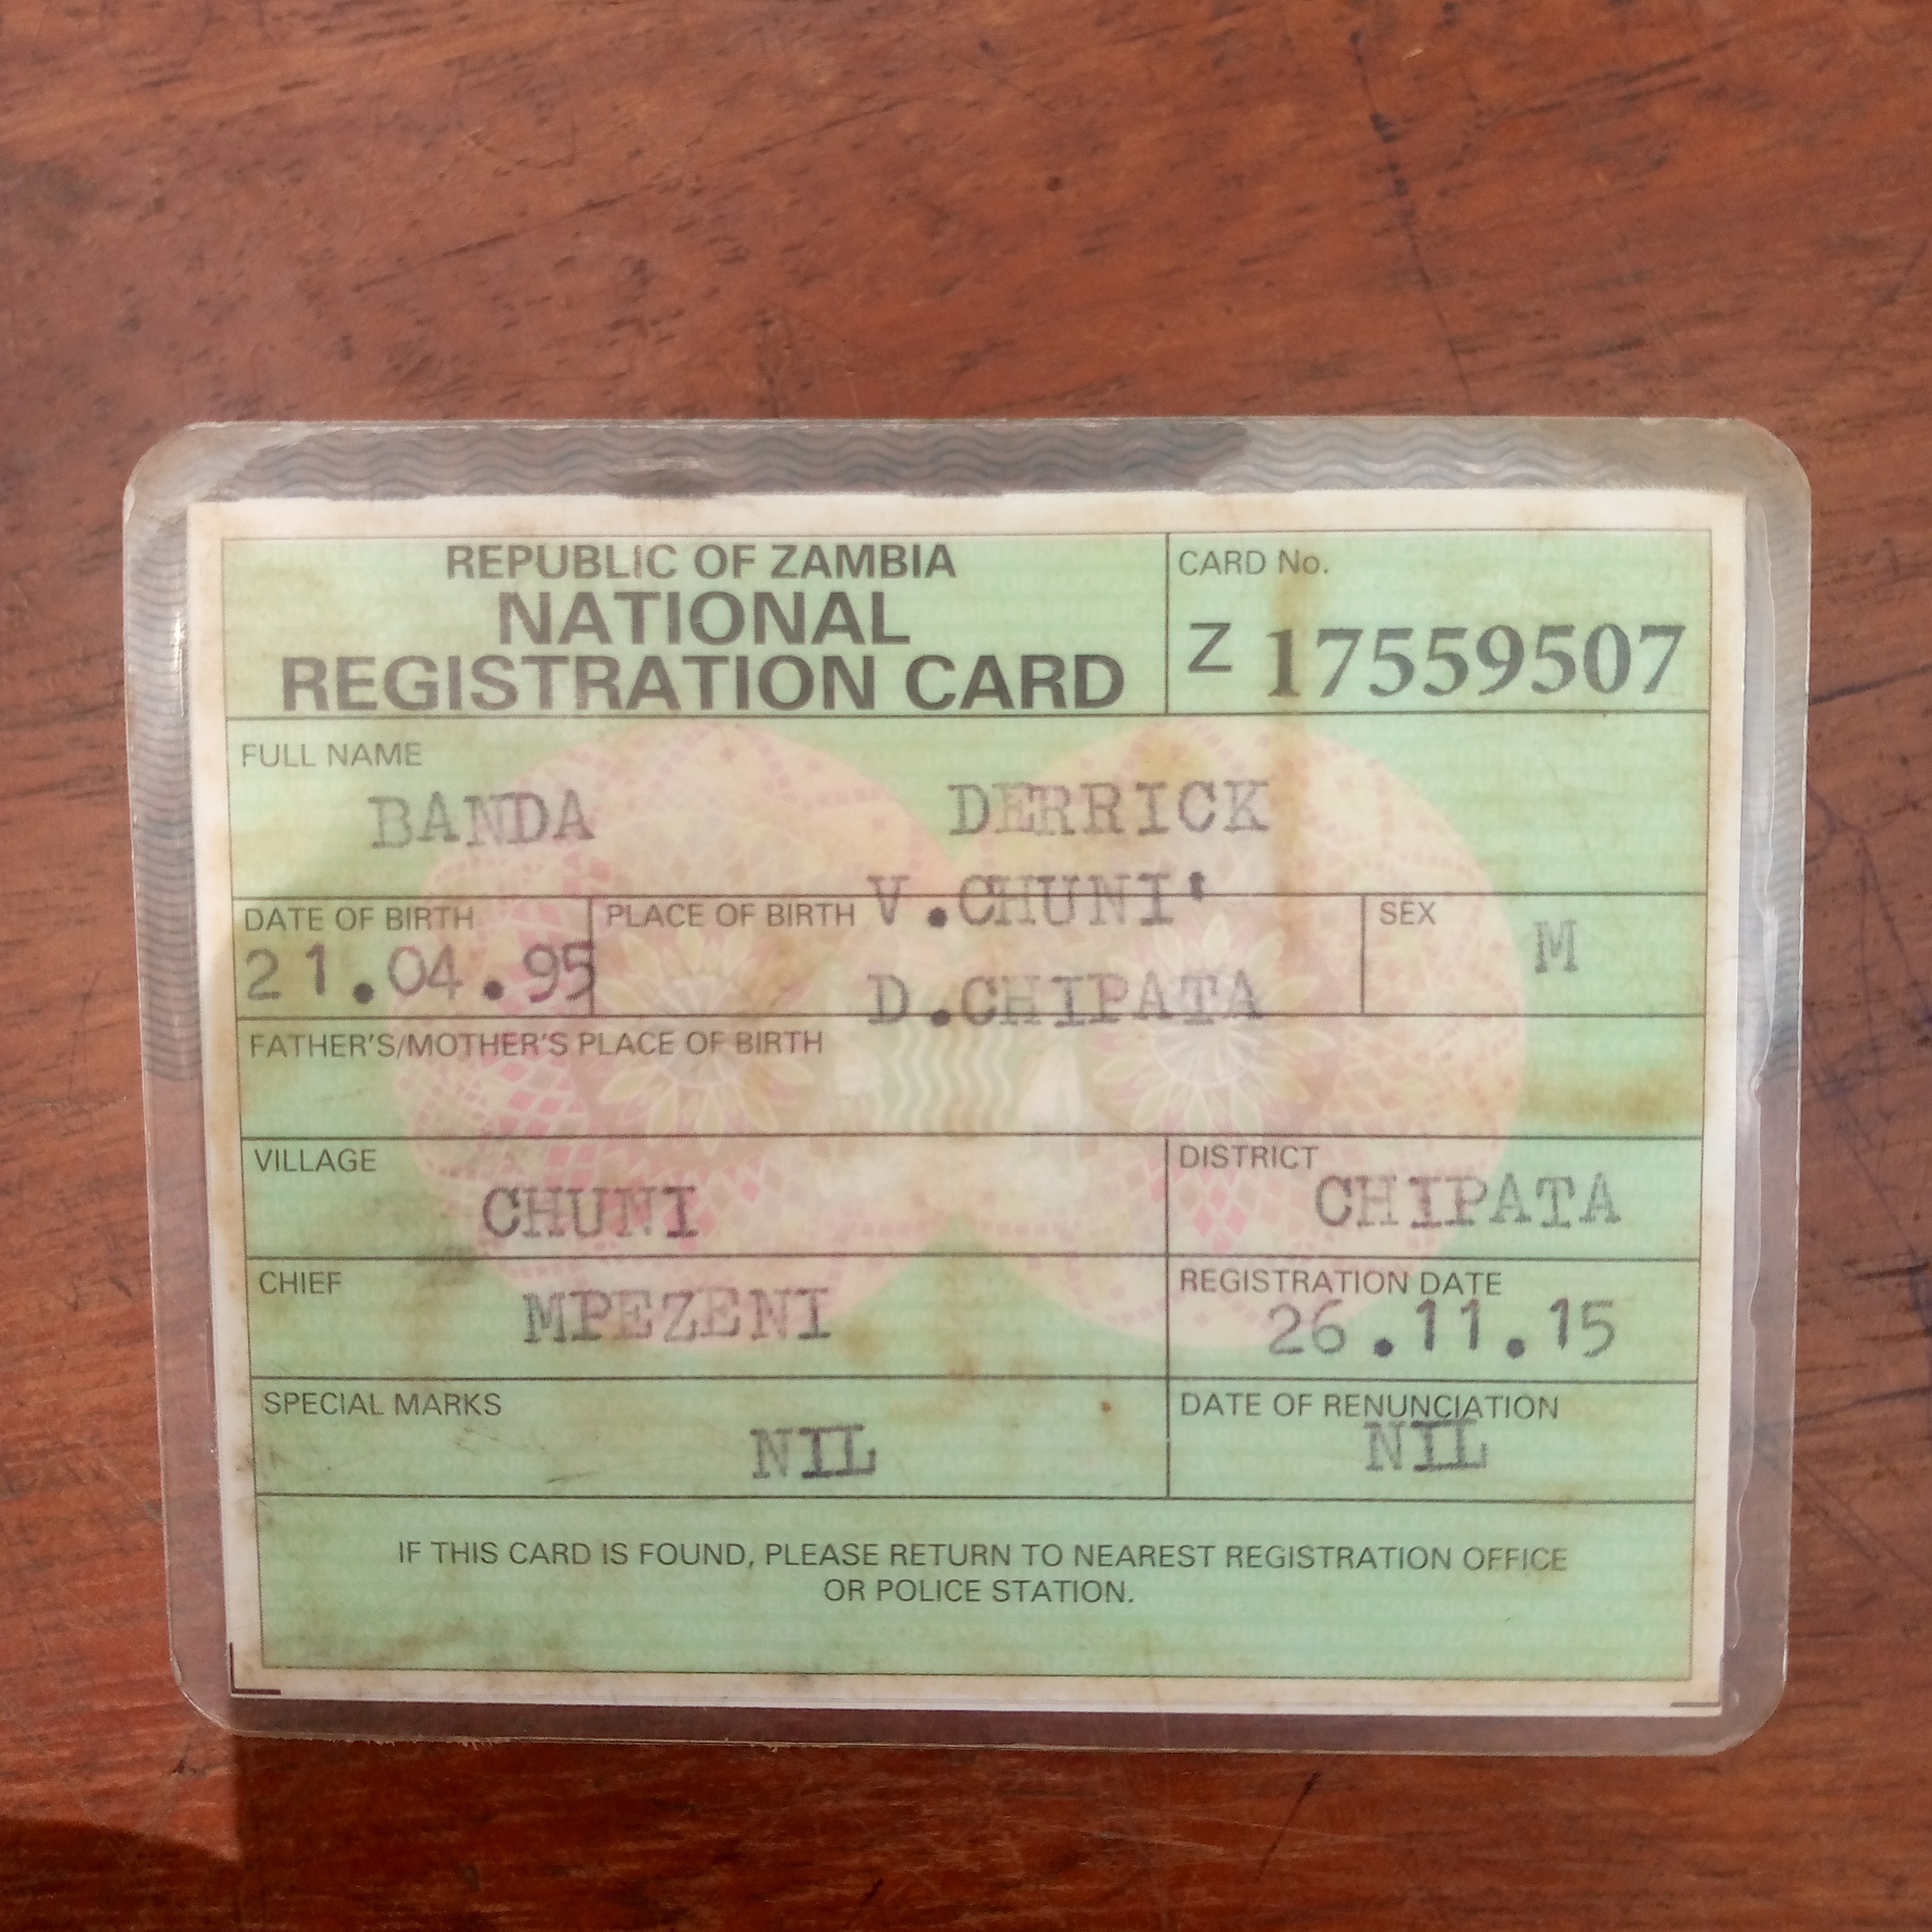 REPUBLIC OF ZAMBIA
NATIONAL
REGISTRATION CARD
CARD No.
Z 17559507
FULL NAME
BANDA DERRICK
DATE OF BIRTH
21.04.95
PLACE OF BIRTH V.CHUNI'
D.CHIPATA
SEX
M
FATHER'S/MOTHER'S PLACE OF BIRTH
VILLAGE
CHUNI
DISTRICT
CHIPATA
CHIEF
MPEZENI
REGISTRATION DATE
26.11.15
SPECIAL MARKS
NIL
DATE OF RENUNCIATION
NIL
IF THIS CARD IS FOUND, PLEASE RETURN TO NEAREST REGISTRATION OFFICE
OR POLICE STATION.